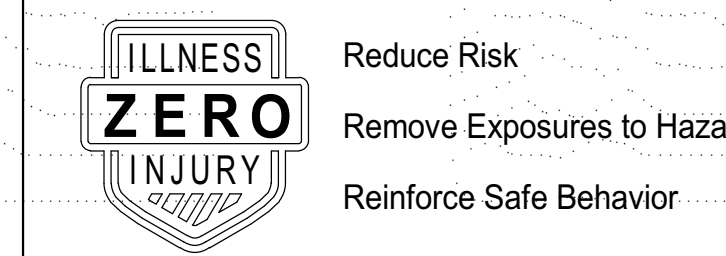 ILLNESS
ZERO
INJURY
Reduce Risk
Remove Exposures to Haza
Reinforce Safe Behavior